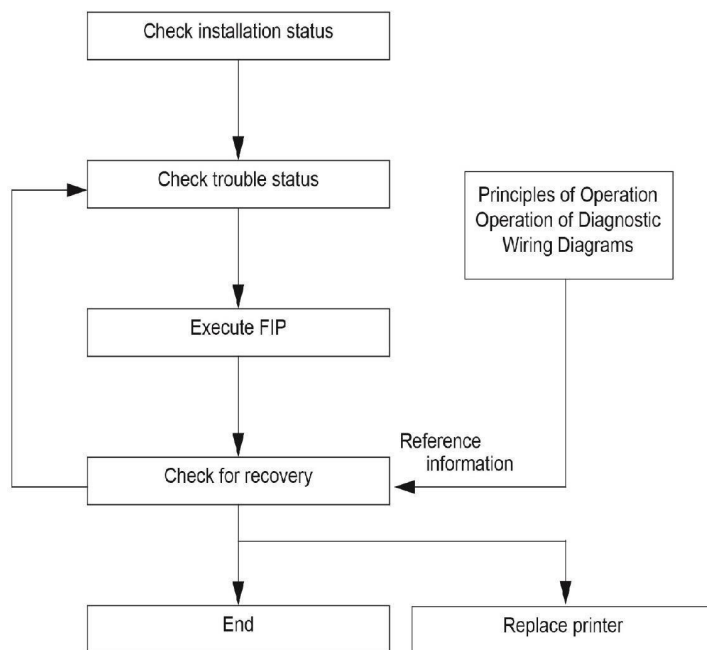 Check installation status
Check trouble status
Principles of Operation
Operation of Diagnostic
Wiring Diagrams
Execute FIP
Reference
information
Check for recovery
End
Replace printer